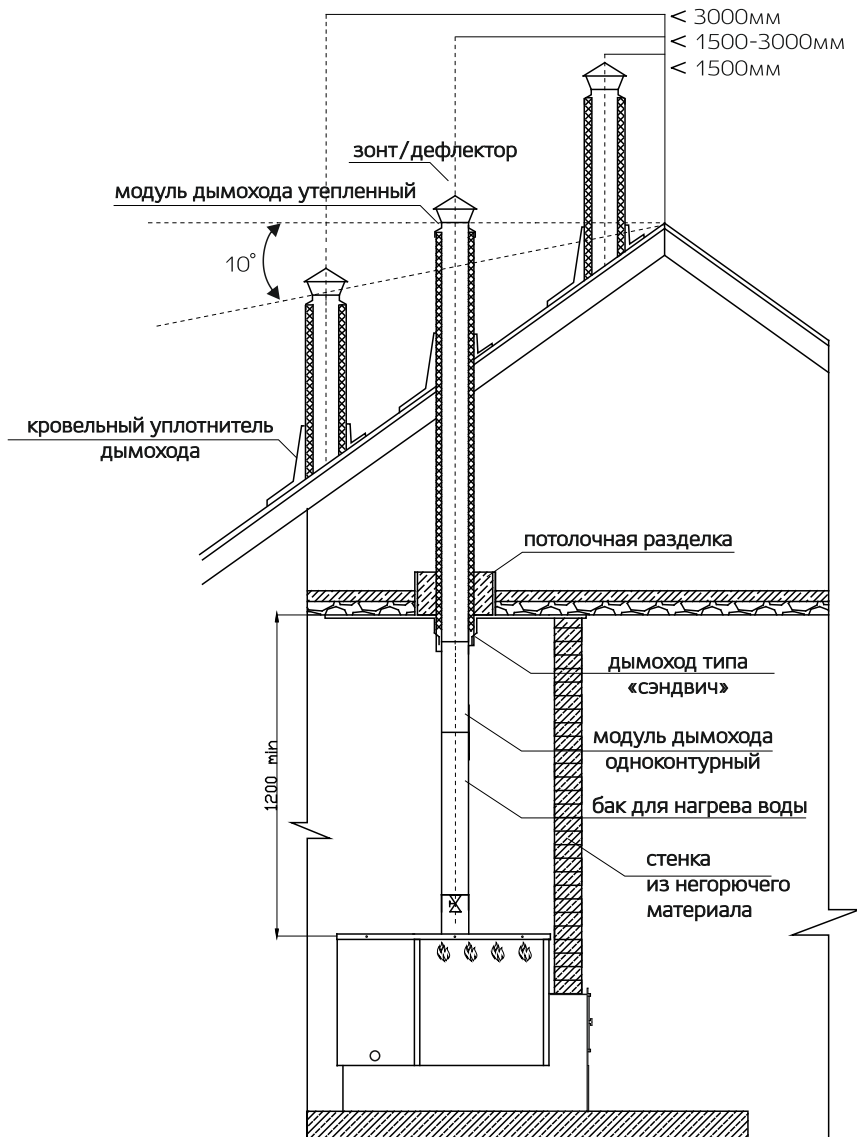 < 3000мм
< 1500-3000мм
< 1500мм
зонт/дефлектор
модуль дымохода утепленный
10°
кровельный уплотнитель
дымохода
потолочная разделка
дымоход типа
«сэндвич»
модуль дымохода
одноконтурный
1200 min
бак для нагрева воды
стенка
из негорючего
материала